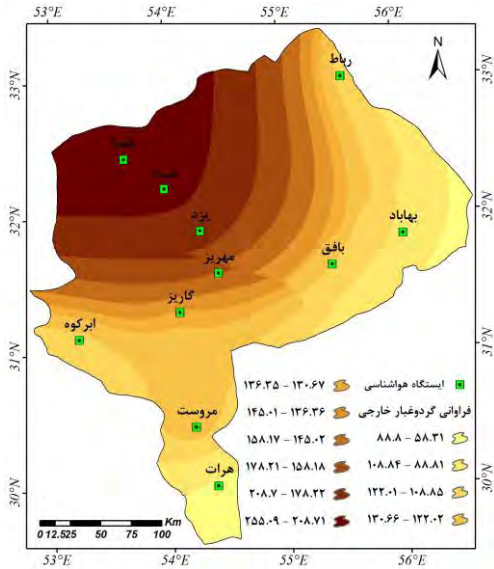 53°E 54°E 55°E 56°E
33°N
32°N
31°N
30°N
33°N
32°N
31°N
30°N
N
رباط
یزد
بهاباد
بافق
مهریز
گاریز
ابرکوه
مروست
هرات
ایستگاه هواشناسی
فراوانی گردوغبار خارجی
۸۸.۸ - ۵۸.۳۱
۱۰۸.۸۴ - ۸۸.۸۱
۱۲۲.۰۱ - ۱۰۸.۸۵
۱۳۰.۶۶ - ۱۲۲.۰۲
۱۳۶.۳۵ - ۱۳۰.۶۷
۱۴۵.۰۱ - ۱۳۶.۳۶
۱۵۸.۱۷ - ۱۴۵.۰۲
۱۷۸.۲۱ - ۱۵۸.۱۸
۲۰۸.۷ - ۱۷۸.۲۲
۲۵۵.۰۹ - ۲۰۸.۷۱
Km
0 12.525 50 75 100
53°E 54°E 55°E 56°E